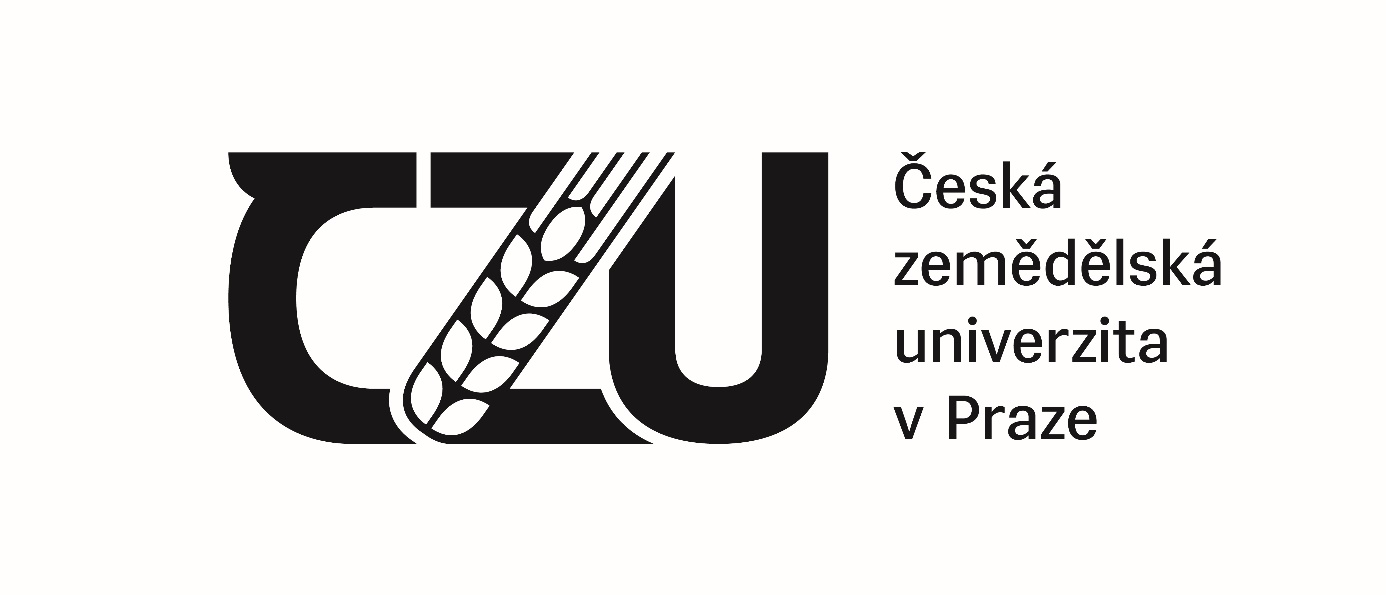 ČZU
Česká
zemědělská
univerzita
v Praze